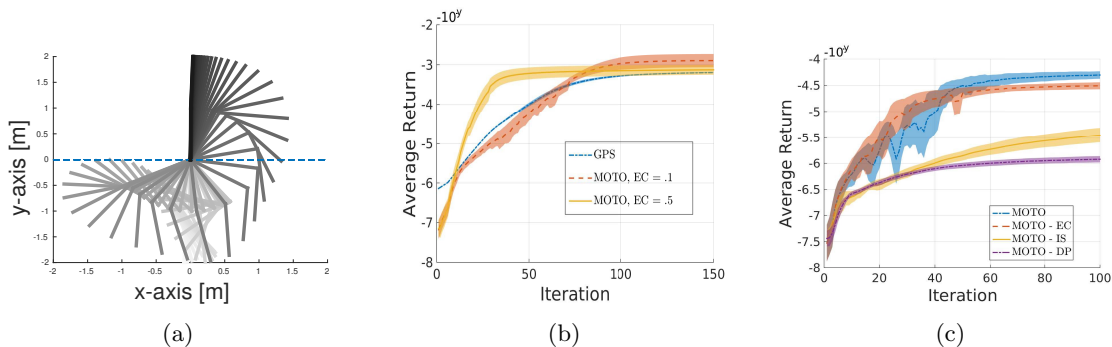 y-axis [m]
2
1.5
1
0.5
0
-0.5
-1
-1.5
-2
-2 -1.5 -1 -0.5 0 0.5 1 1.5 2
x-axis [m]
(a)
-10^y
Average Return
-2
-3
-4
-5
-6
-7
-8
GPS
MOTO, EC = .1
MOTO, EC = .5
0 50 100 150
Iteration
(b)
-10^y
Average Return
-4
-4.5
-5
-5.5
-6
-6.5
-7
-7.5
-8
MOTO
MOTO - EC
MOTO - IS
MOTO - DP
0 20 40 60 80 100
Iteration
(c)